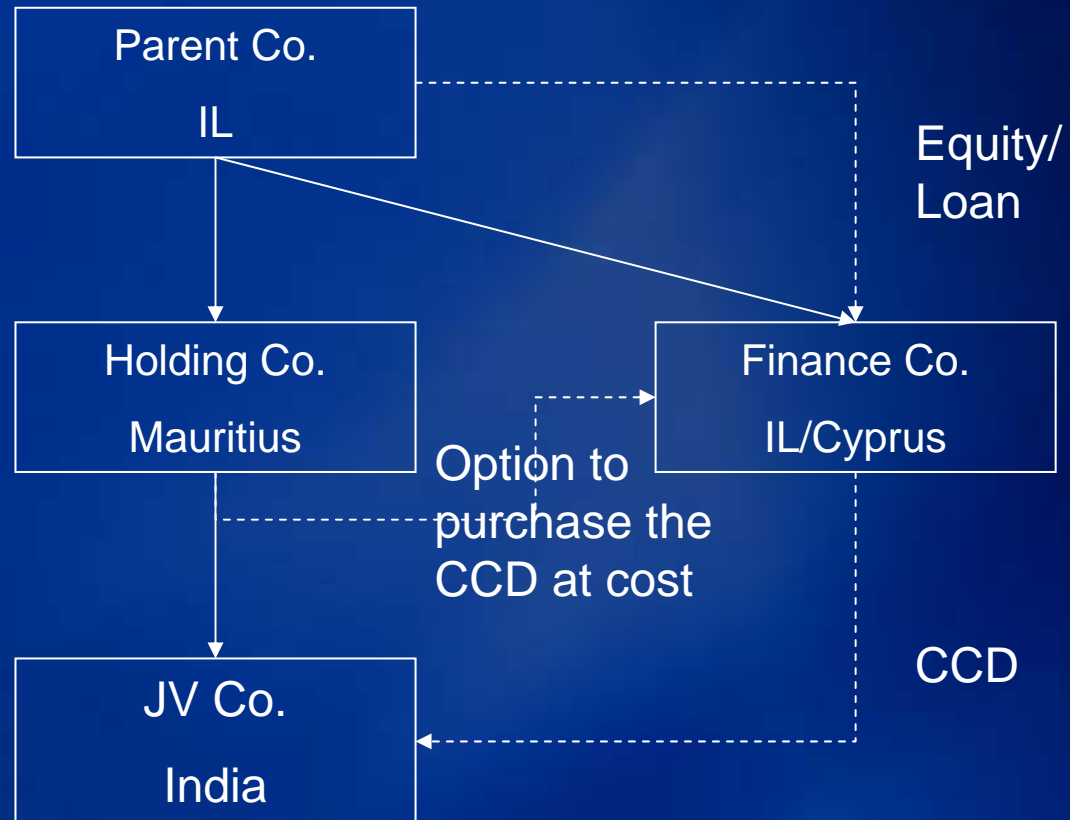 Parent Co.
IL
Equity/
Loan
Holding Co.
Mauritius
Finance Co.
IL/Cyprus
Option to
purchase the
CCD at cost
CCD
JV Co.
India